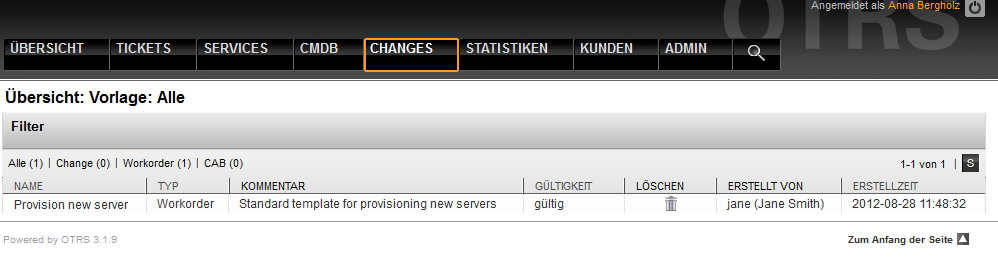 Angemeldet als Anna Bergholz
OTRS
ÜBERSICHT TICKETS SERVICES CMDB CHANGES STATISTIKEN KUNDEN ADMIN
Übersicht: Vorlage: Alle
Filter
Alle (1) | Change (0) | Workorder (1) | CAB (0) 1-1 von 1 | S
NAME TYP KOMMENTAR GÜLTIGKEIT LÖSCHEN ERSTELLT VON ERSTELLZEIT
Provision new server Workorder Standard template for provisioning new servers gültig jane (Jane Smith) 2012-08-28 11:48:32
Powered by OTRS 3.1.9 Zum Anfang der Seite